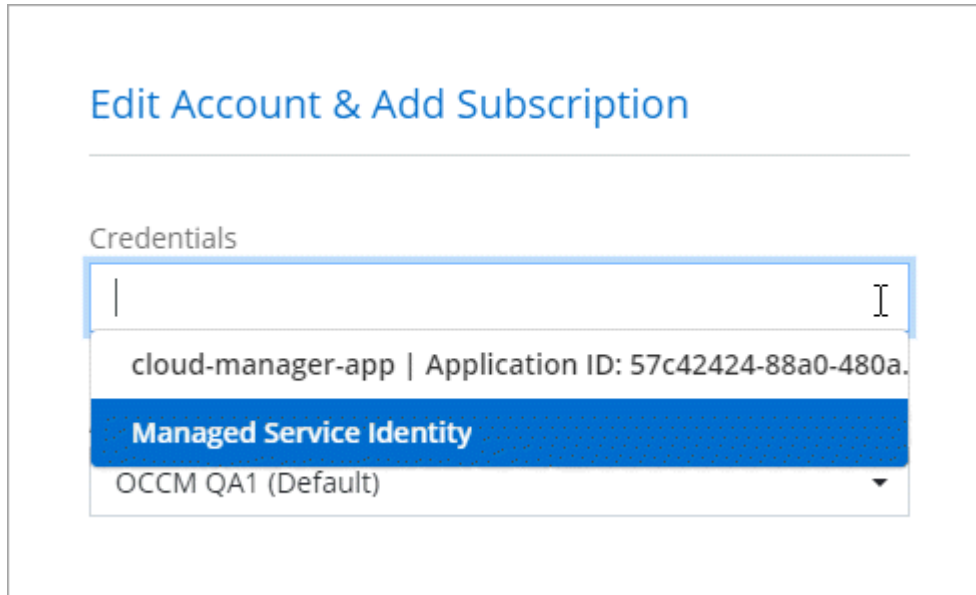 Edit Account & Add Subscription
Credentials
cloud-manager-app | Application ID: 57c42424-88a0-480a.
Managed Service Identity
OCCM QA1 (Default)